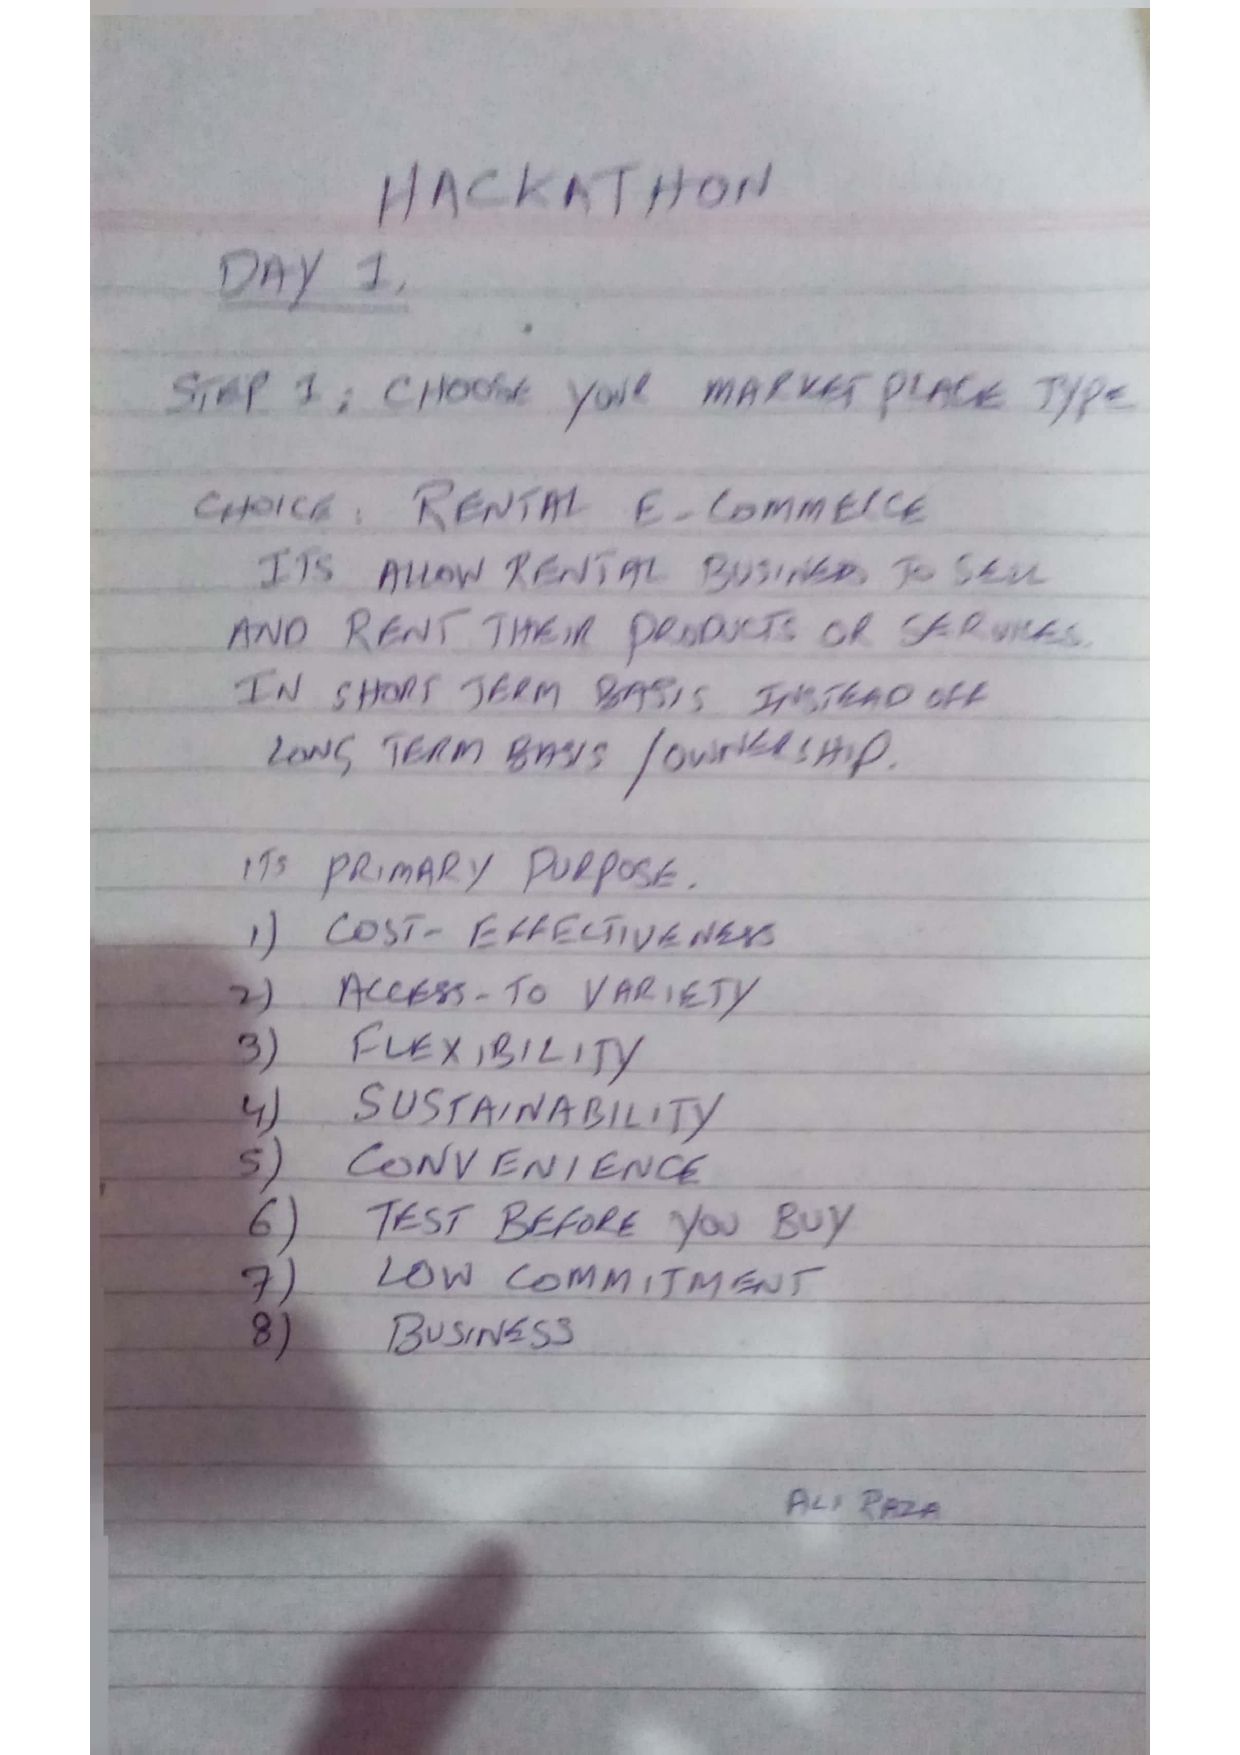 HACKATHON
DAY 1.
STEP 1; CHOOSE YOUR MARKET PLACE TYPE
CHOICE: RENTAL E-COMMERCE
ITS ALLOW RENTAL BUSINESS TO SELL
AND RENT THEIR PRODUCTS OR SERVICES.
IN SHORT TERM BASIS INSTEAD OFF
LONG TERM BASIS /OWNERSHIP.
ITS PRIMARY PURPOSE.
1) COST-EFFECTIVENESS
2) ACCESS-TO VARIETY
3) FLEXIBILITY
4) SUSTAINABILITY
5) CONVENIENCE
6) TEST BEFORE YOU BUY
7) LOW COMMITMENT
8) BUSINESS
ALI RAZA